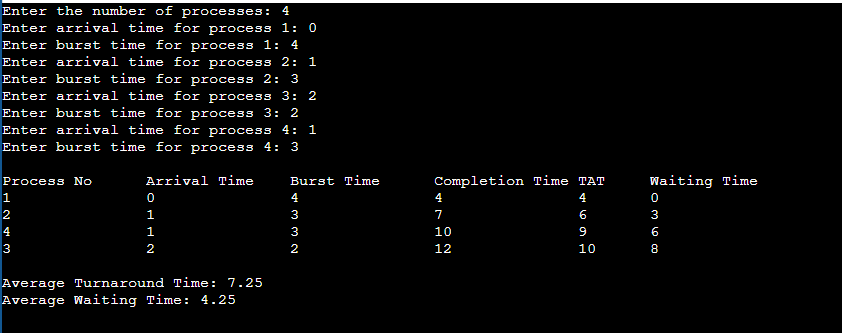 Enter the number of processes: 4
Enter arrival time for process 1: 0
Enter burst time for process 1: 4
Enter arrival time for process 2: 1
Enter burst time for process 2: 3
Enter arrival time for process 3: 2
Enter burst time for process 3: 2
Enter arrival time for process 4: 1
Enter burst time for process 4: 3
Process No Arrival Time Burst Time Completion Time TAT Waiting Time
1 0 4 4 4 0
2 1 3 7 6 3
4 1 3 10 9 6
3 2 2 12 10 8
Average Turnaround Time: 7.25
Average Waiting Time: 4.25